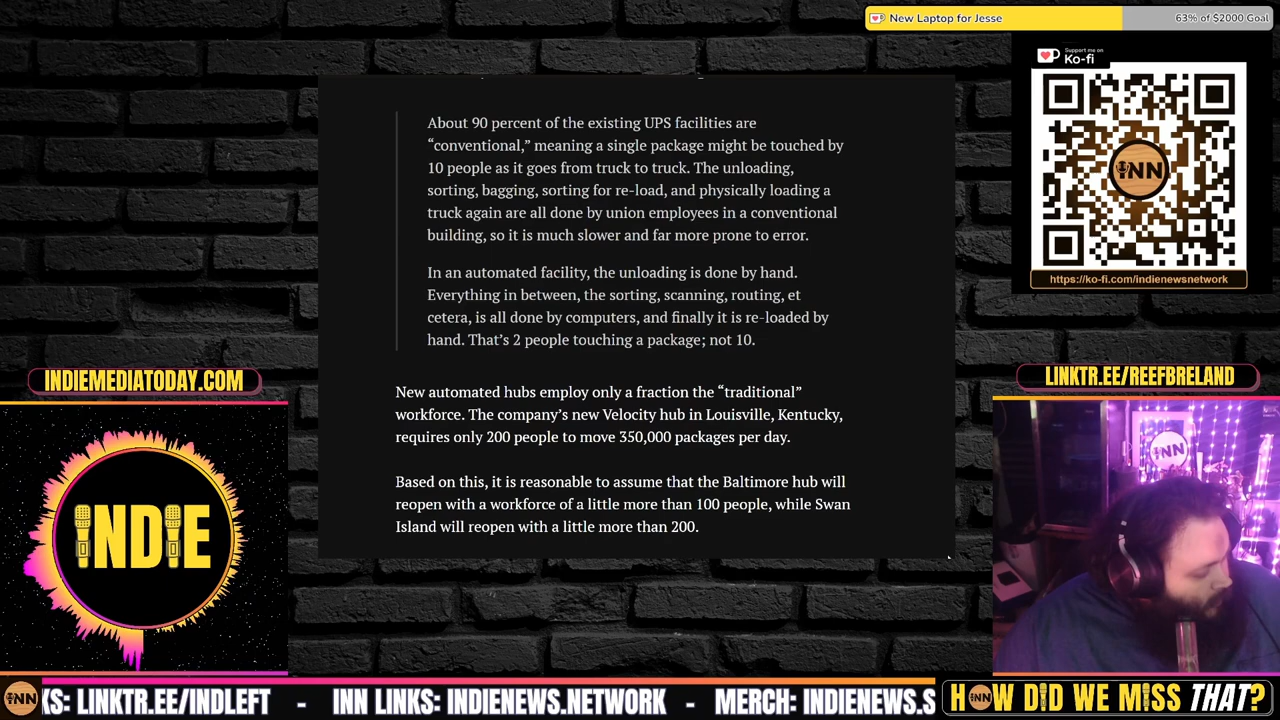 New Laptop for Jesse
63% of $2000 Goal
Support me on
Ko-fi
INN
https://ko-fi.com/indienewsnetwork
About 90 percent of the existing UPS facilities are
“conventional,” meaning a single package might be touched by
10 people as it goes from truck to truck. The unloading,
sorting, bagging, sorting for re-load, and physically loading a
truck again are all done by union employees in a conventional
building, so it is much slower and far more prone to error.
In an automated facility, the unloading is done by hand.
Everything in between, the sorting, scanning, routing, et
cetera, is all done by computers, and finally it is re-loaded by
hand. That’s 2 people touching a package; not 10.
New automated hubs employ only a fraction the “traditional”
workforce. The company’s new Velocity hub in Louisville, Kentucky,
requires only 200 people to move 350,000 packages per day.
Based on this, it is reasonable to assume that the Baltimore hub will
reopen with a workforce of a little more than 100 people, while Swan
Island will reopen with a little more than 200.
INDIEMEDIATODAY.COM
INDIE
LINKTR.EE/REEFBRELAND
INN
INN
KS: LINKTR.EE/INDLEFT - INN LINKS: INDIENEWS.NETWORK - MERCH: INDIENEWS.S
HOW DID WE MISS THAT?